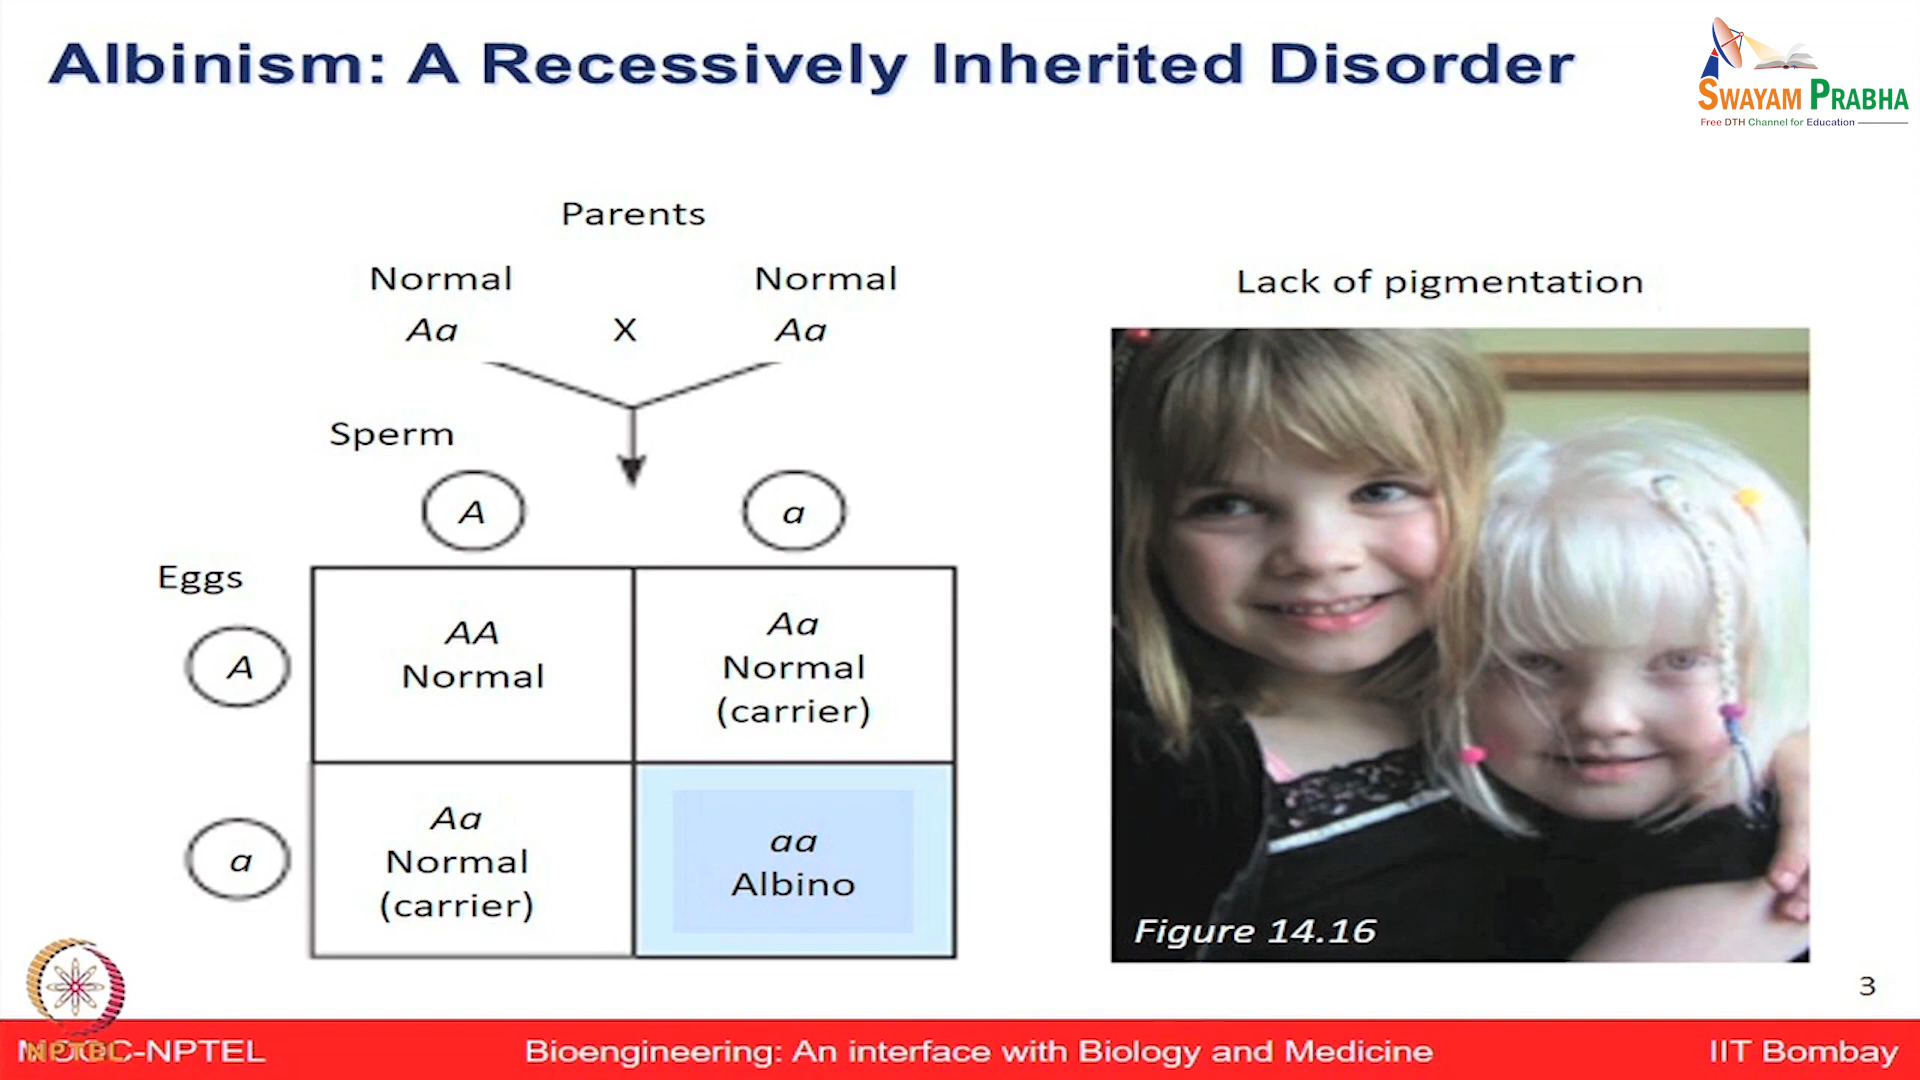 Albinism: A Recessively Inherited Disorder
SWAYAM PRABHA
Free DTH Channel for Education
Parents
Normal Normal
Aa X Aa
Sperm
A a
Eggs
A
AA
Normal
Aa
Normal
(carrier)
a
Aa
Normal
(carrier)
aa
Albino
Lack of pigmentation
Figure 14.16
3
NPTEL
-NPTEL
Bioengineering: An interface with Biology and Medicine
IIT Bombay